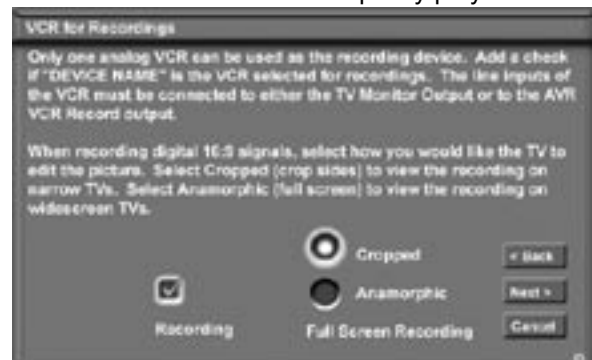 VCR for Recordings
Only one analog VCR can be used as the recording device. Add a check
if "DEVICE NAME" is the VCR selected for recordings. The line inputs of
the VCR must be connected to either the TV Monitor Output or to the AVR
VCR Record output.
When recording digital 16:9 signals, select how you would like the TV to
edit the picture. Select Cropped (crop sides) to view the recording on
narrow TVs. Select Anamorphic (full screen) to view the recording on
widescreen TVs.
Cropped
< Back
Anamorphic
Next >
Recording
Full Screen Recording
Cancel